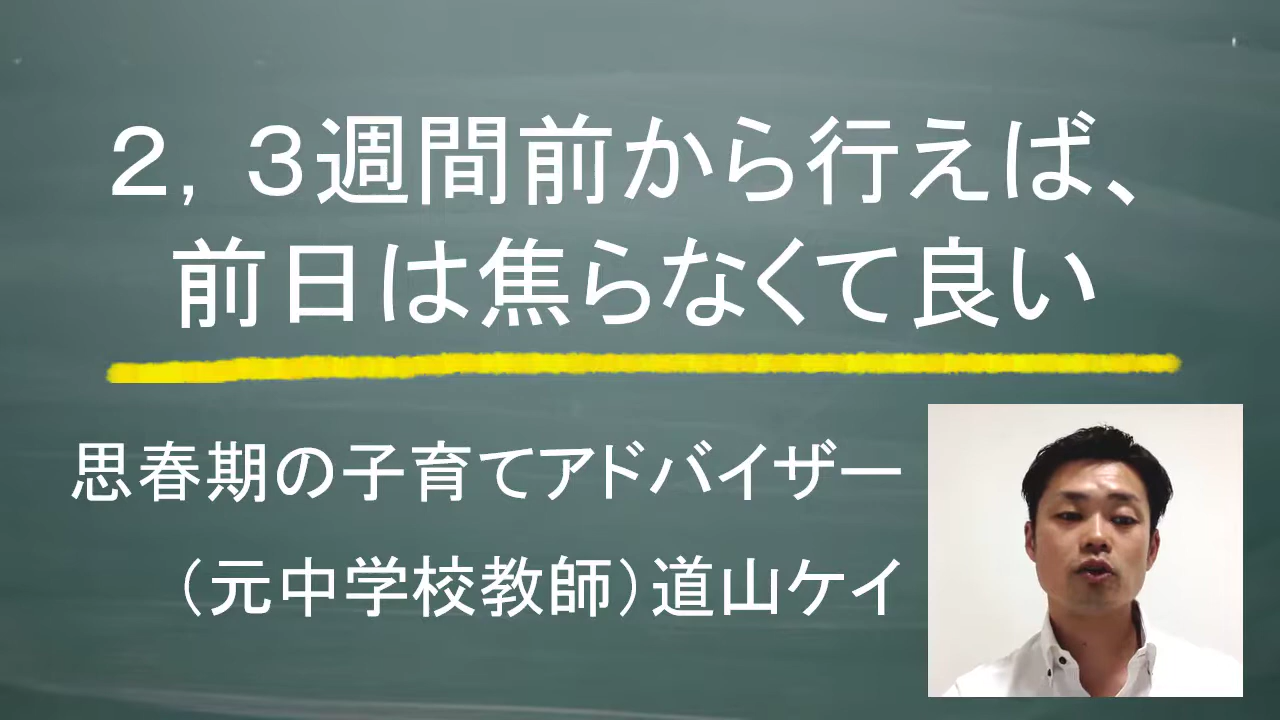 ２，３週間前から行えば、
前日は焦らなくて良い
思春期の子育てアドバイザー
（元中学校教師）道山ケイ